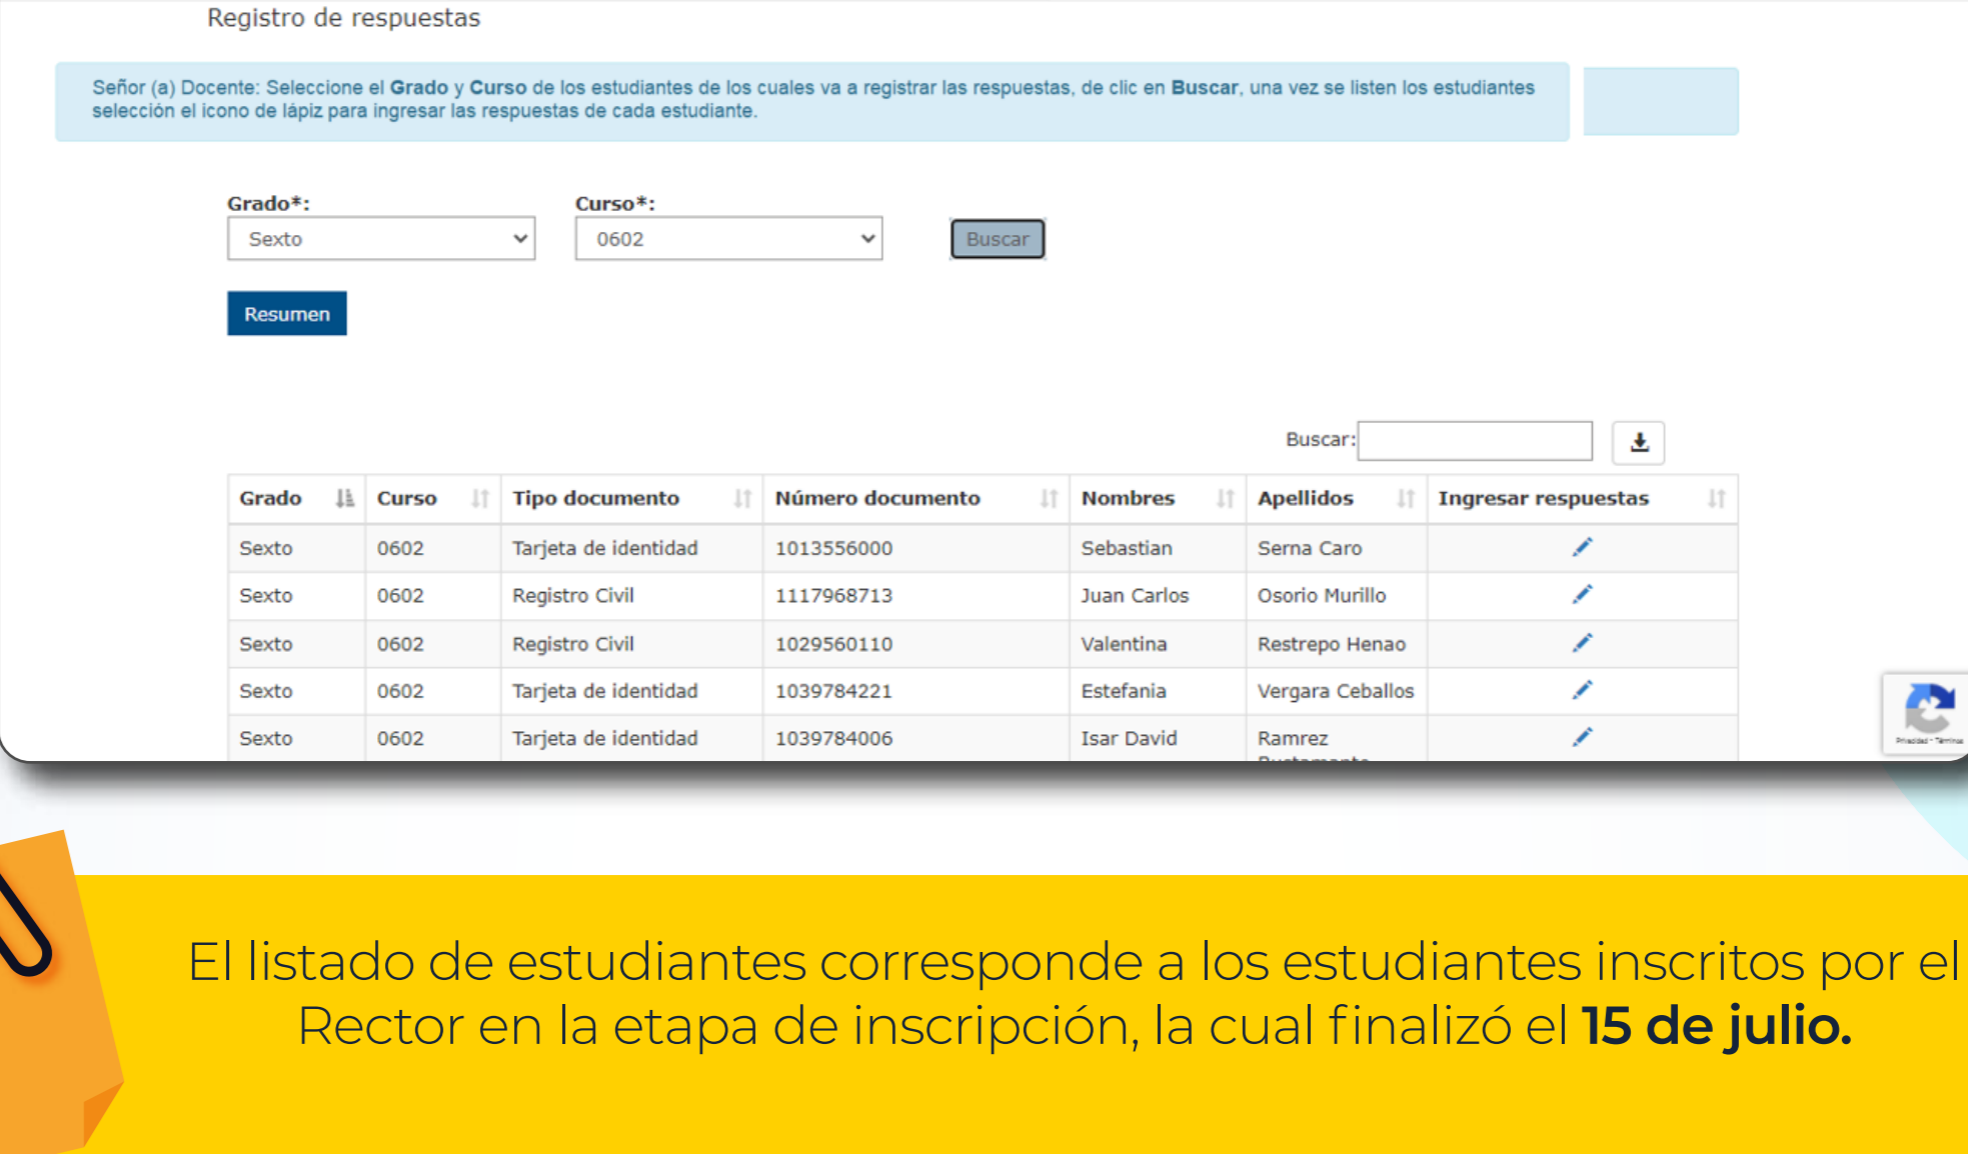 Registro de respuestas
Señor (a) Docente: Seleccione el Grado y Curso de los estudiantes de los cuales va a registrar las respuestas, de clic en Buscar, una vez se listen los estudiantes
selección el icono de lápiz para ingresar las respuestas de cada estudiante.
Grado*: Curso*:
Sexto 0602 Buscar
Resumen
Buscar:
Grado Curso Tipo documento Número documento Nombres Apellidos Ingresar respuestas
Sexto 0602 Tarjeta de identidad 1013556000 Sebastian Serna Caro
Sexto 0602 Registro Civil 1117968713 Juan Carlos Osorio Murillo
Sexto 0602 Registro Civil 1029560110 Valentina Restrepo Henao
Sexto 0602 Tarjeta de identidad 1039784221 Estefania Vergara Ceballos
Sexto 0602 Tarjeta de identidad 1039784006 Isar David Ramrez
Privacidad - Términos
El listado de estudiantes corresponde a los estudiantes inscritos por el
Rector en la etapa de inscripción, la cual finalizó el 15 de julio.